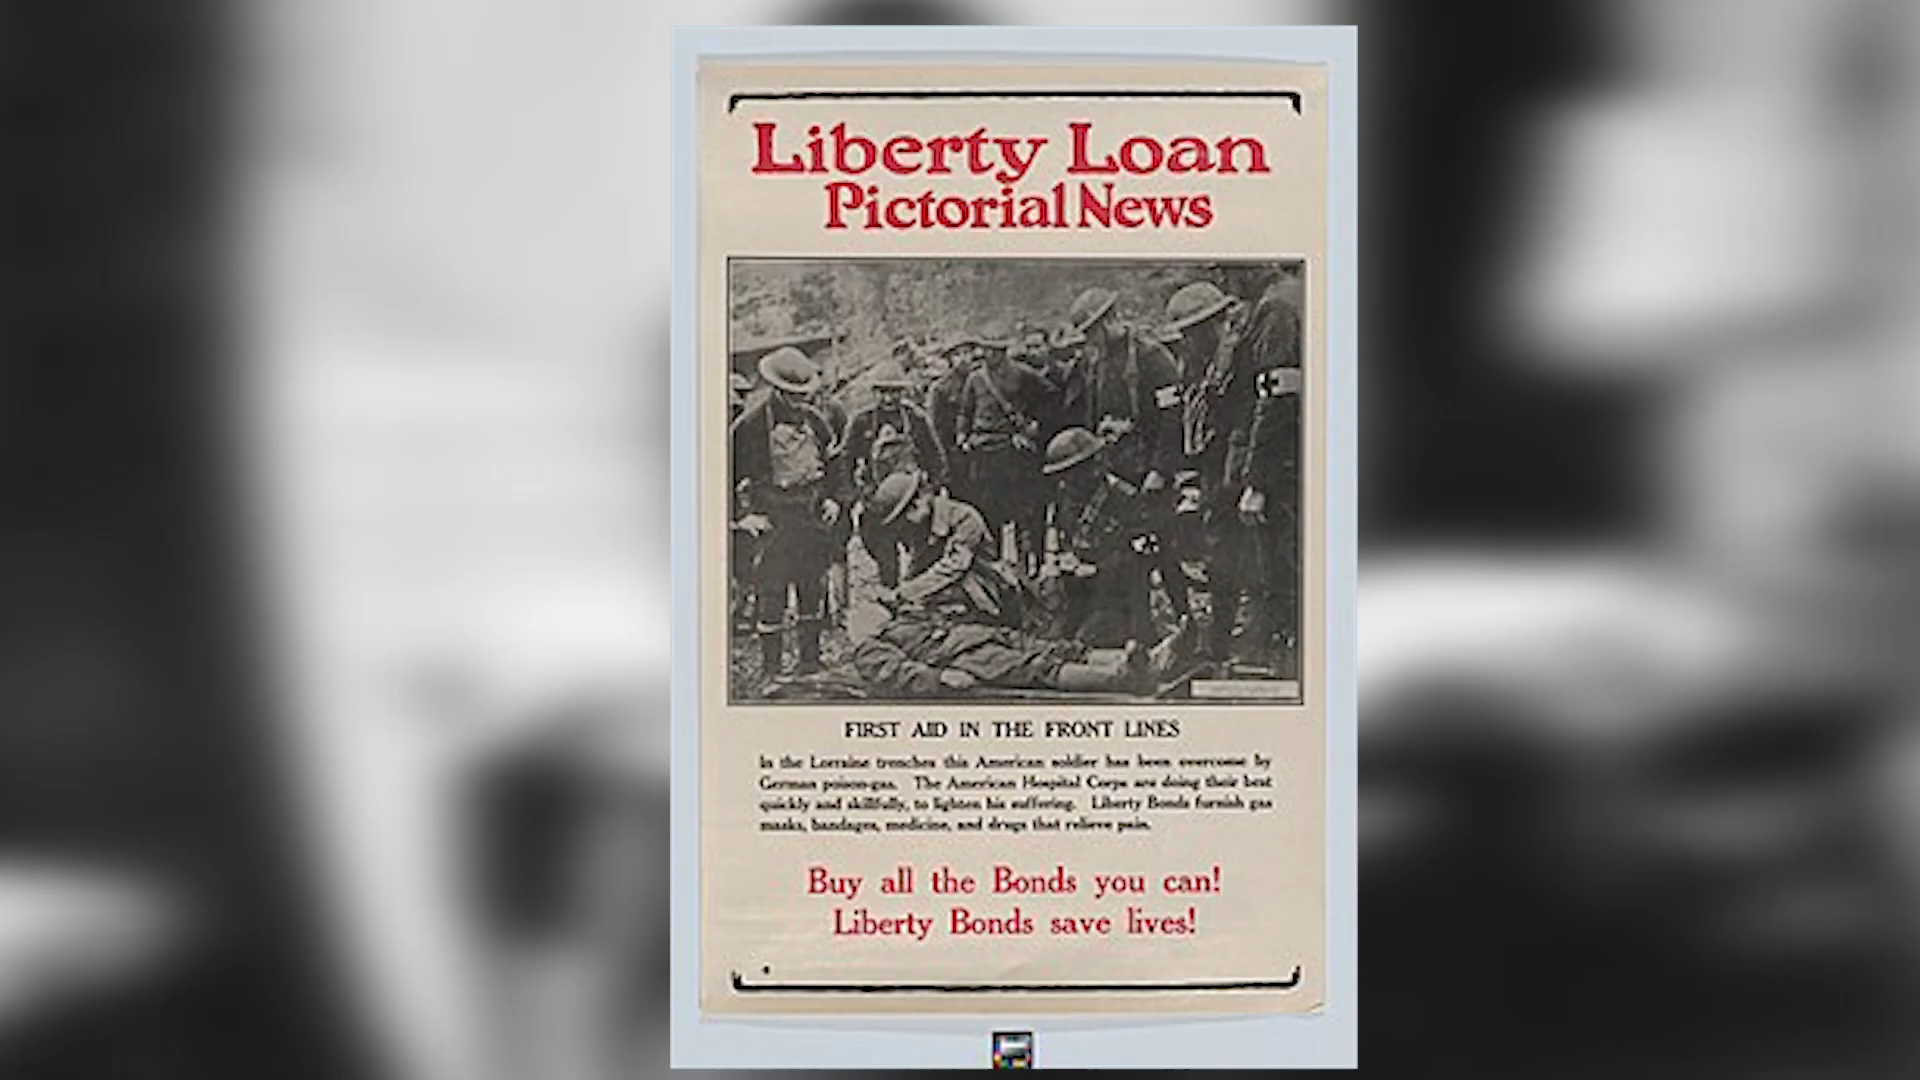 Liberty Loan
Pictorial News
FIRST AID IN THE FRONT LINES
In the Lorraine trenches this American soldier has been overcome by
German poison-gas. The American Hospital Corps are doing their best
quickly and skillfully, to lighten his suffering. Liberty Bonds furnish gas
masks, bandages, medicine, and drugs that relieve pain.
Buy all the Bonds you can!
Liberty Bonds save lives!